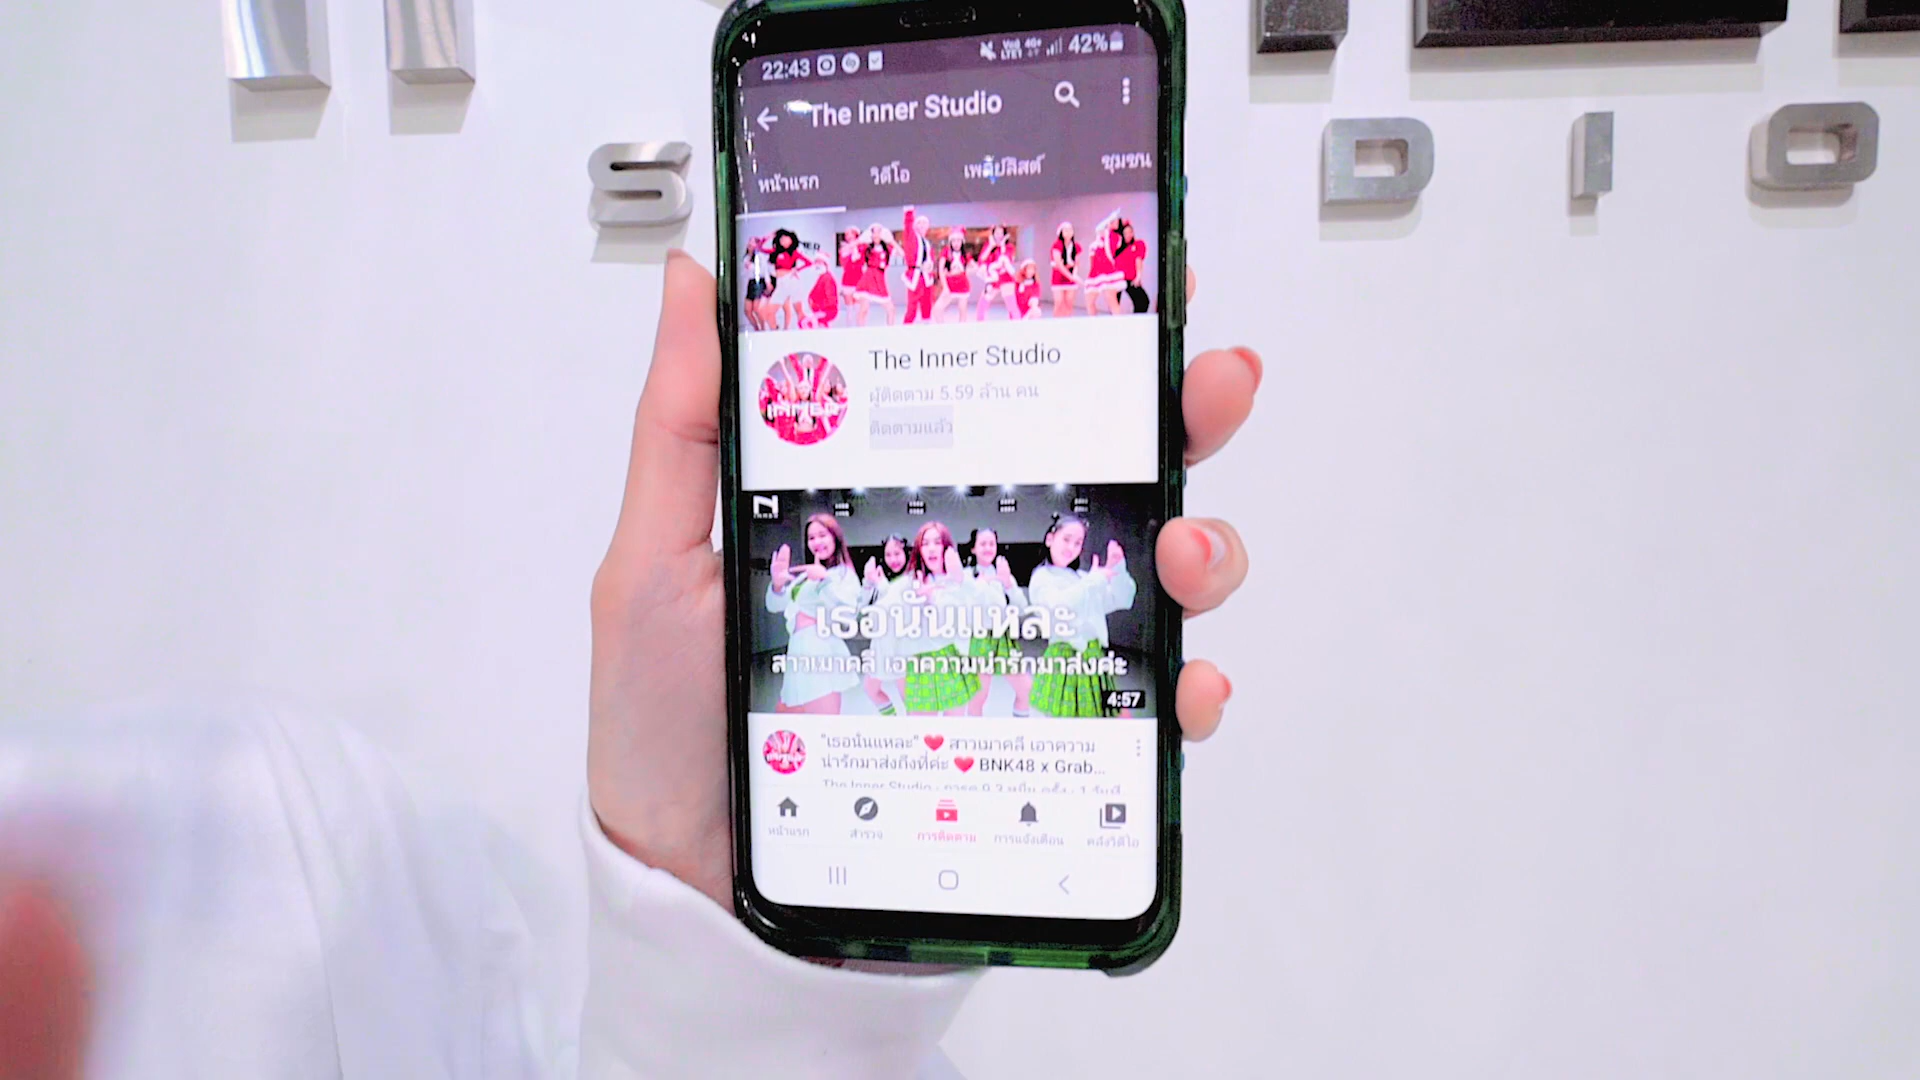 S
D I O
22:43
VoD 4G+
LTE1
42%
The Inner Studio
หน้าแรก วิดีโอ เพลย์ลิสต์ ชุมชน
The Inner Studio
ผู้ติดตาม 5.59 ล้าน คน
ติดตามแล้ว
INNER
เธอนั่นแหละ
สาวเมาคลี เอาความน่ารักมาส่งค่ะ
4:57
"เธอนั่นแหละ" ❤️ สาวเมาคลี เอาความ
น่ารักมาส่งถึงที่ค่ะ ❤️ BNK48 x Grab...
The Inner Studio
หน้าแรก สำรวจ การติดตาม การแจ้งเตือน คลังวิดีโอ